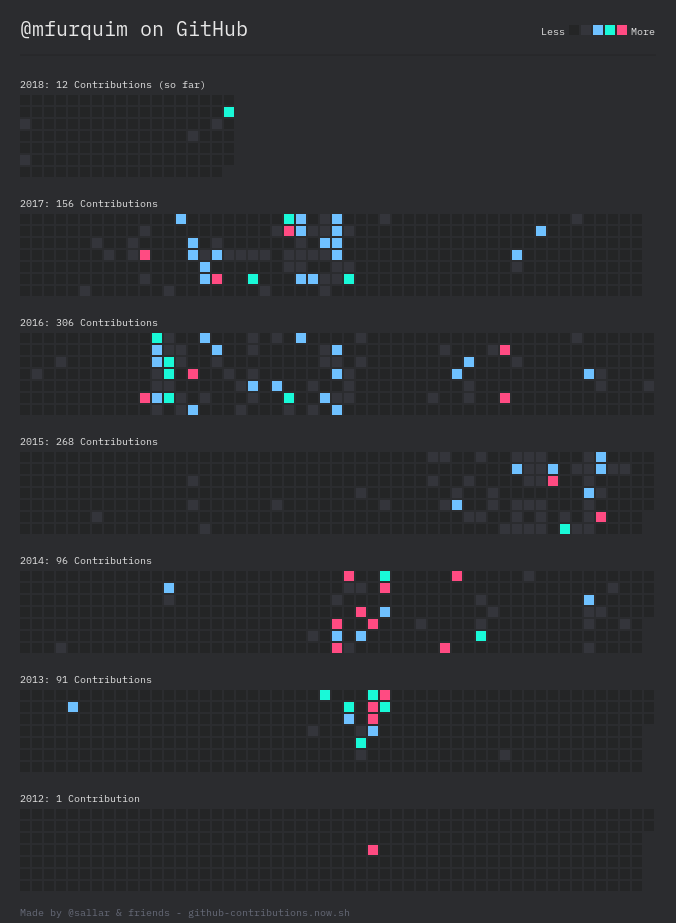 @mfurquim on GitHub
Less More
2018: 12 Contributions (so far)
2017: 156 Contributions
2016: 306 Contributions
2015: 268 Contributions
2014: 96 Contributions
2013: 91 Contributions
2012: 1 Contribution
Made by @sallar & friends - github-contributions.now.sh